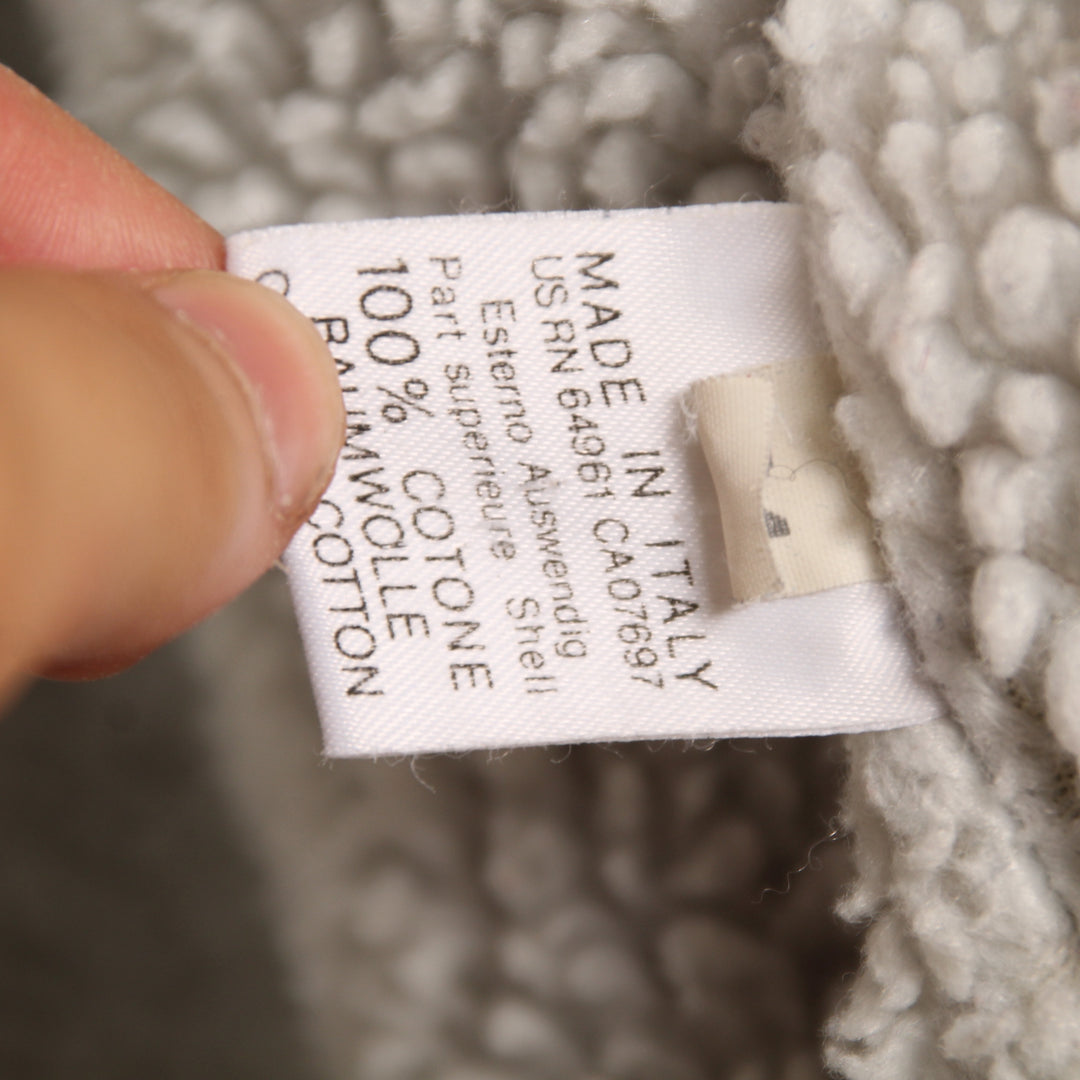 MADE IN ITALY
US RN 64961 CA07697
Esterno Auswendig
Part superieure Shell
100% COTONE
BAUMWOLLE
COTTON